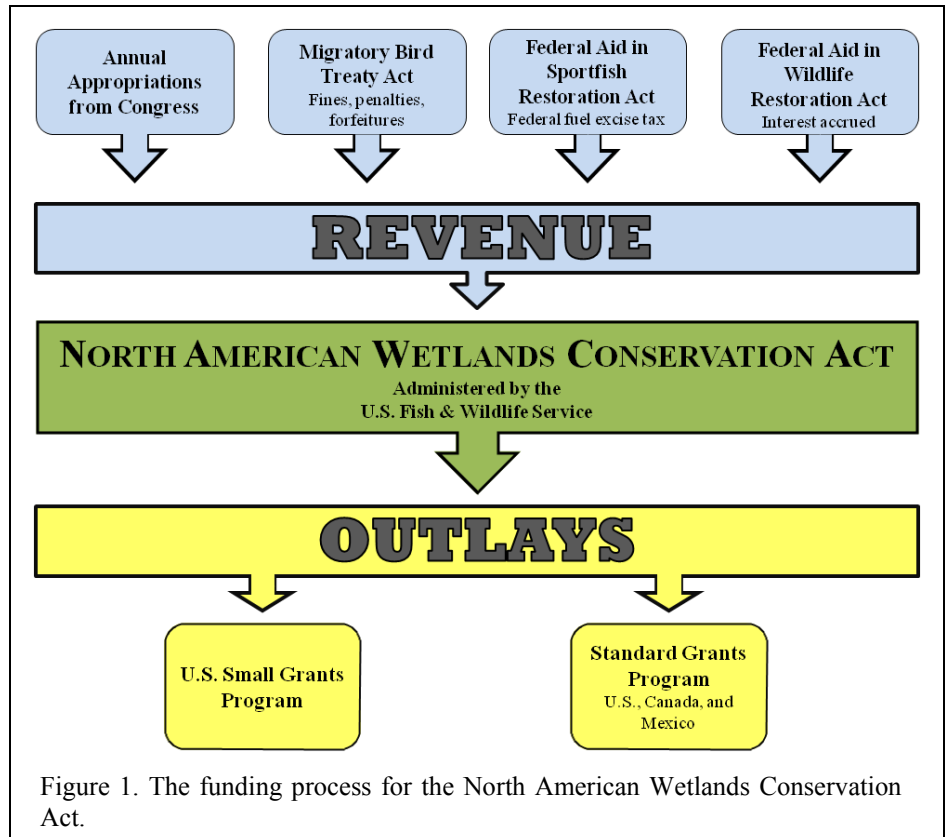 Annual
Appropriations
from Congress
Migratory Bird
Treaty Act
Fines, penalties,
forfeitures
Federal Aid in
Sportfish
Restoration Act
Federal fuel excise tax
Federal Aid in
Wildlife
Restoration Act
Interest accrued
REVENUE
NORTH AMERICAN WETLANDS CONSERVATION ACT
Administered by the
U.S. Fish & Wildlife Service
OUTLAYS
U.S. Small Grants
Program
Standard Grants
Program
U.S., Canada, and
Mexico
Figure 1. The funding process for the North American Wetlands Conservation
Act.